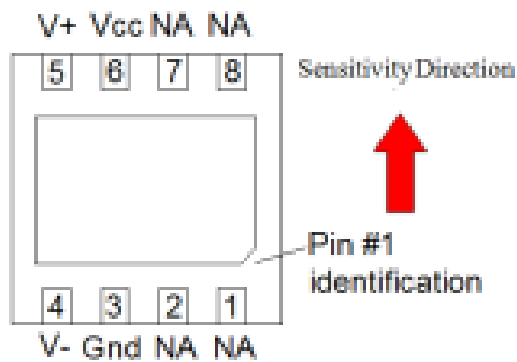 V+ Vcc NA NA
5 6 7 8
Sensitivity Direction
Pin #1
identification
4 3 2 1
V- Gnd NA NA